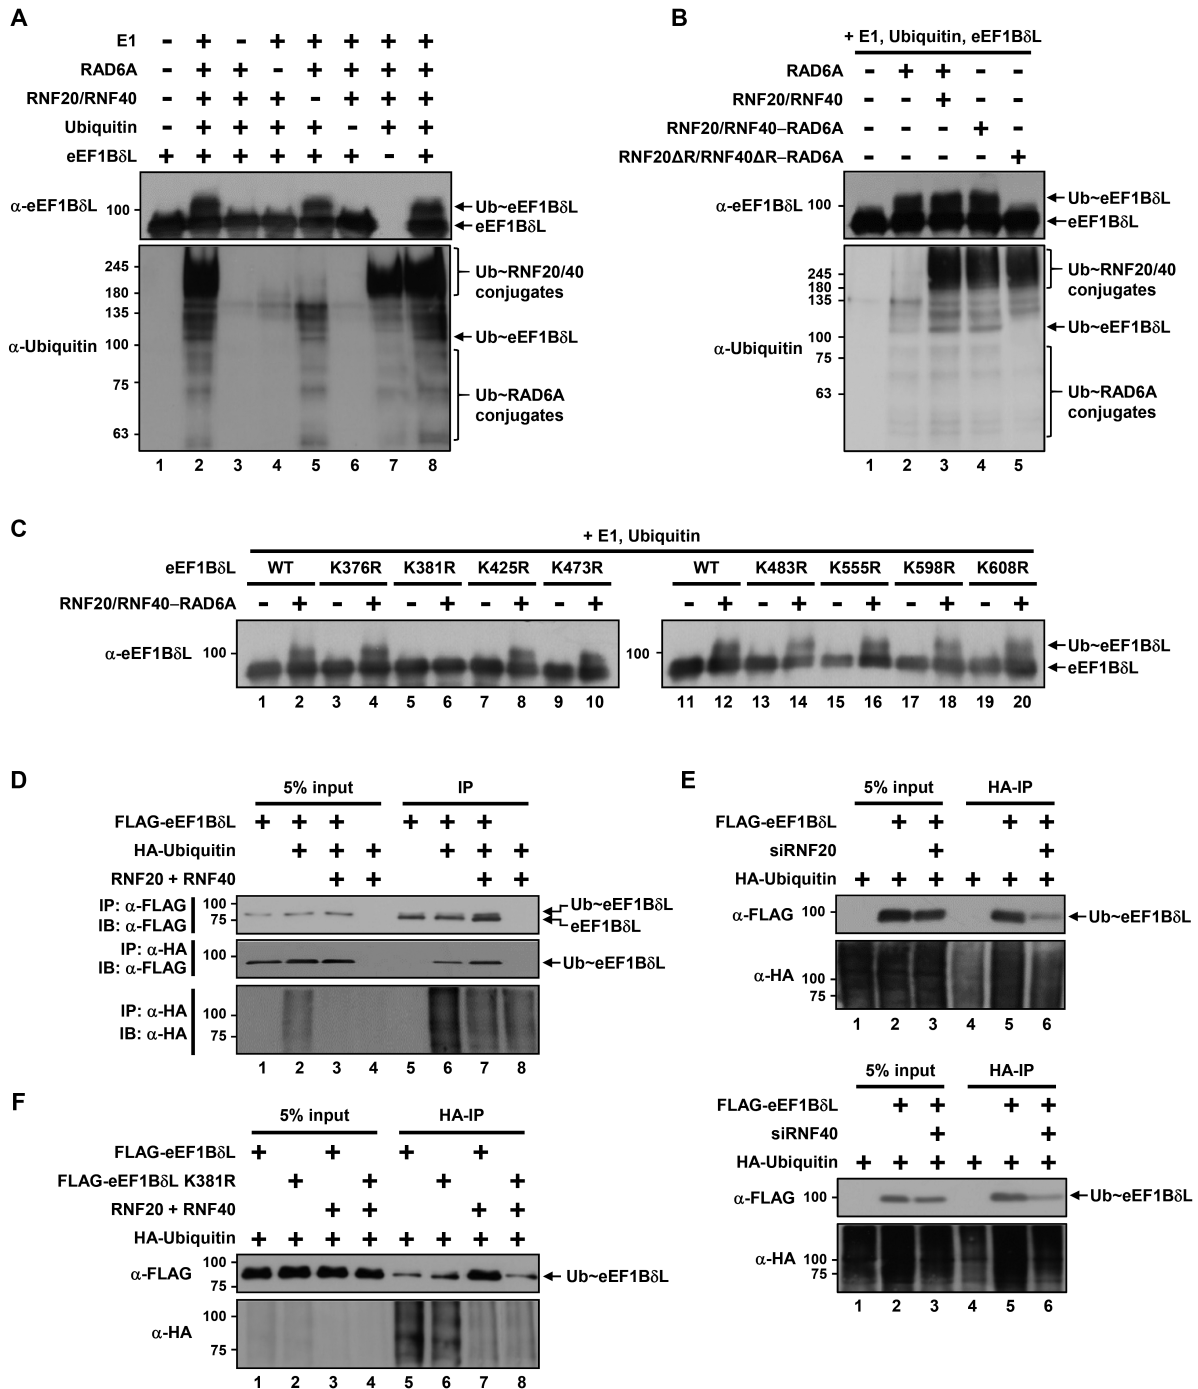 A
E1 - + - + + + + +
RAD6A - + + - + + + +
RNF20/RNF40 - + + + - + + +
Ubiquitin - + + + + - + +
eEF1BδL + + + + + + - +
α-eEF1BδL 100
Ub~eEF1BδL
eEF1BδL
245
180
135
100
75
63
α-Ubiquitin
Ub~RNF20/40
conjugates
Ub~eEF1BδL
Ub~RAD6A
conjugates
1 2 3 4 5 6 7 8
B
+ E1, Ubiquitin, eEF1BδL
RAD6A - + + - -
RNF20/RNF40 - - + - -
RNF20/RNF40–RAD6A - - - + -
RNF20ΔR/RNF40ΔR–RAD6A - - - - +
α-eEF1BδL 100
Ub~eEF1BδL
eEF1BδL
245
180
135
100
75
63
α-Ubiquitin
Ub~RNF20/40
conjugates
Ub~eEF1BδL
Ub~RAD6A
conjugates
1 2 3 4 5
C
+ E1, Ubiquitin
eEF1BδL WT K376R K381R K425R K473R WT K483R K555R K598R K608R
RNF20/RNF40–RAD6A - + - + - + - + - + - + - + - + - + - +
α-eEF1BδL 100 100
Ub~eEF1BδL
eEF1BδL
1 2 3 4 5 6 7 8 9 10 11 12 13 14 15 16 17 18 19 20
D
5% input IP
FLAG-eEF1BδL + + + + + +
HA-Ubiquitin + + + + + +
RNF20 + RNF40 + + + +
IP: α-FLAG
IB: α-FLAG
100
75
Ub~eEF1BδL
eEF1BδL
IP: α-HA
IB: α-FLAG
100
Ub~eEF1BδL
IP: α-HA
IB: α-HA
100
75
1 2 3 4 5 6 7 8
E
5% input HA-IP
FLAG-eEF1BδL + + + +
siRNF20 + +
HA-Ubiquitin + + + + + +
α-FLAG 100
Ub~eEF1BδL
α-HA 100
75
1 2 3 4 5 6
5% input HA-IP
FLAG-eEF1BδL + + + +
siRNF40 + +
HA-Ubiquitin + + + + + +
α-FLAG 100
Ub~eEF1BδL
α-HA 100
75
1 2 3 4 5 6
F
5% input HA-IP
FLAG-eEF1BδL + + + +
FLAG-eEF1BδL K381R + + + +
RNF20 + RNF40 + + + +
HA-Ubiquitin + + + + + + + +
α-FLAG 100
75
Ub~eEF1BδL
α-HA 100
75
1 2 3 4 5 6 7 8